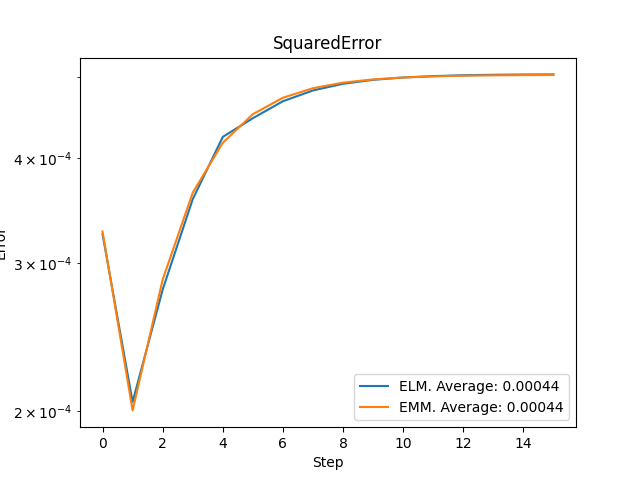 SquaredError
4 × 10⁻⁴
3 × 10⁻⁴
2 × 10⁻⁴
Error
0 2 4 6 8 10 12 14
Step
ELM. Average: 0.00044
EMM. Average: 0.00044